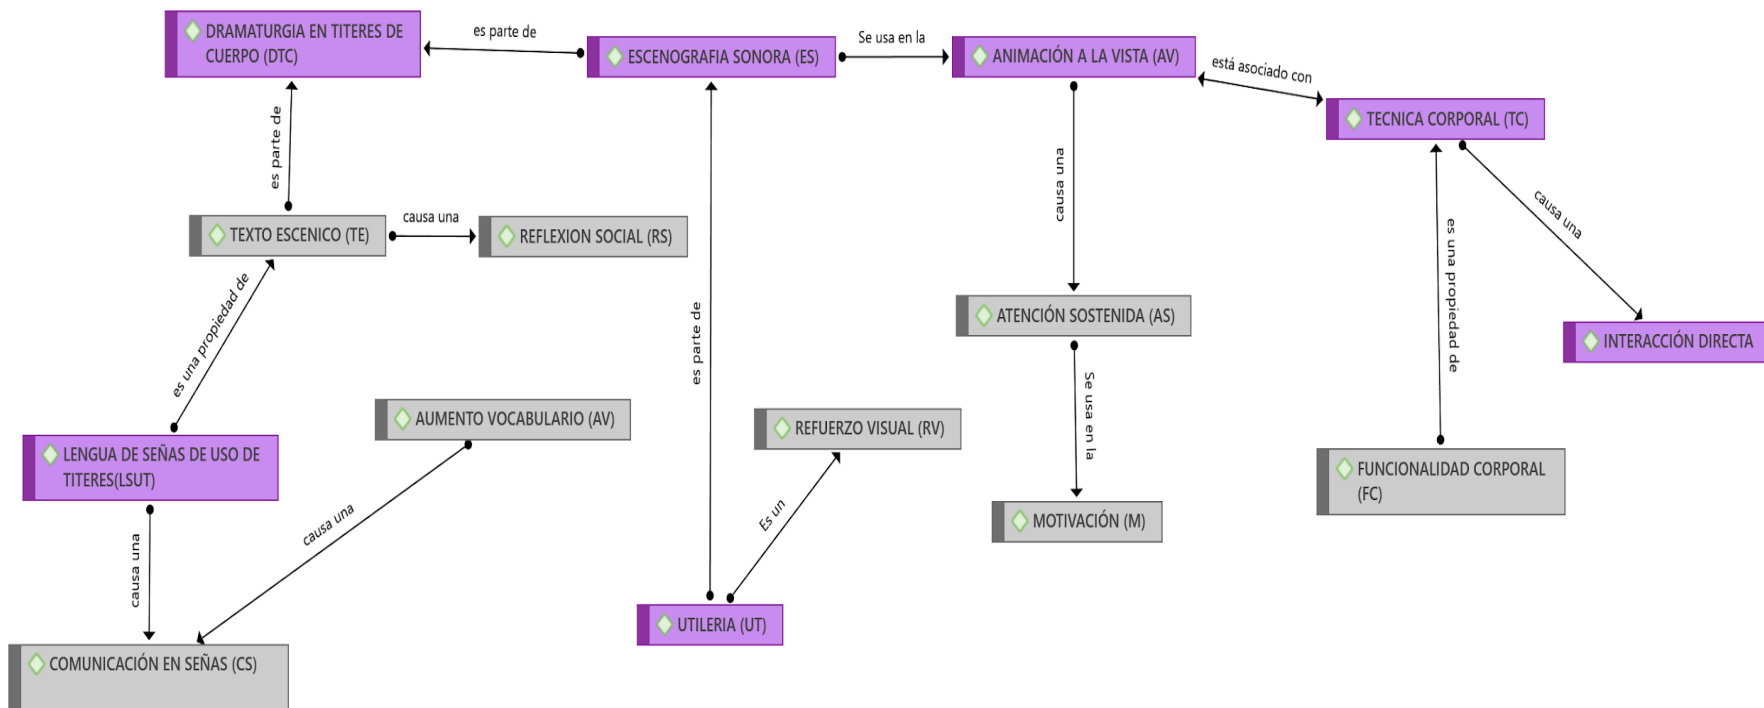 DRAMATURGIA EN TITERES DE
CUERPO (DTC)
es parte de
ESCENOGRAFIA SONORA (ES)
Se usa en la
ANIMACIÓN A LA VISTA (AV)
está asociado con
TECNICA CORPORAL (TC)
es parte de
causa una
causa una
es una propiedad de
TEXTO ESCENICO (TE)
causa una
REFLEXION SOCIAL (RS)
es una propiedad de
es parte de
ATENCIÓN SOSTENIDA (AS)
INTERACCIÓN DIRECTA
Se usa en la
AUMENTO VOCABULARIO (AV)
REFUERZO VISUAL (RV)
LENGUA DE SEÑAS DE USO DE
TITERES(LSUT)
FUNCIONALIDAD CORPORAL
(FC)
causa una
causa una
Es un
MOTIVACIÓN (M)
UTILERIA (UT)
COMUNICACIÓN EN SEÑAS (CS)